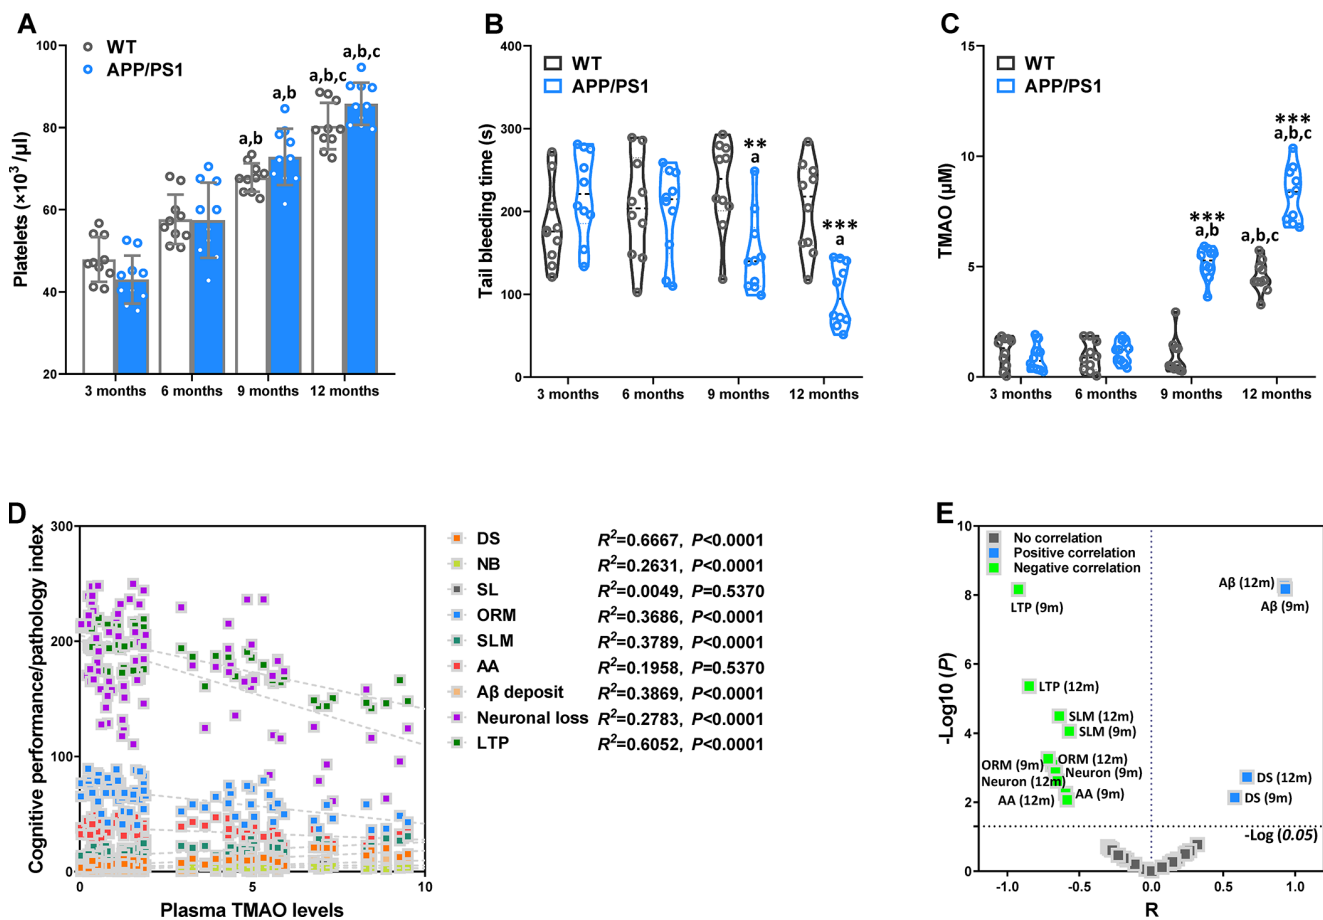 A
WT
APP/PS1
Platelets (×10³/µl)
100
80
60
40
20
a,b
a,b
a,b,c
a,b,c
3 months
6 months
9 months
12 months
B
WT
APP/PS1
Tail bleeding time (s)
400
300
200
100
0
**
a
***
a
3 months
6 months
9 months
12 months
C
WT
APP/PS1
TMAO (µM)
15
10
5
0
***
a,b
a,b,c
***
a,b,c
3 months
6 months
9 months
12 months
D
Cognitive performance/pathology index
300
200
100
0
0
5
10
Plasma TMAO levels
DS R²=0.6667, P<0.0001
NB R²=0.2631, P<0.0001
SL R²=0.0049, P=0.5370
ORM R²=0.3686, P<0.0001
SLM R²=0.3789, P<0.0001
AA R²=0.1958, P=0.5370
Aβ deposit R²=0.3869, P<0.0001
Neuronal loss R²=0.2783, P<0.0001
LTP R²=0.6052, P<0.0001
E
-Log10 (P)
10
8
6
4
2
0
No correlation
Positive correlation
Negative correlation
LTP (9m)
Aβ (12m)
Aβ (9m)
LTP (12m)
SLM (12m)
SLM (9m)
ORM (9m)
ORM (12m)
Neuron (9m)
Neuron (12m)
AA (9m)
AA (12m)
DS (12m)
DS (9m)
-Log (0.05)
-1.0
-0.5
0.0
0.5
1.0
R